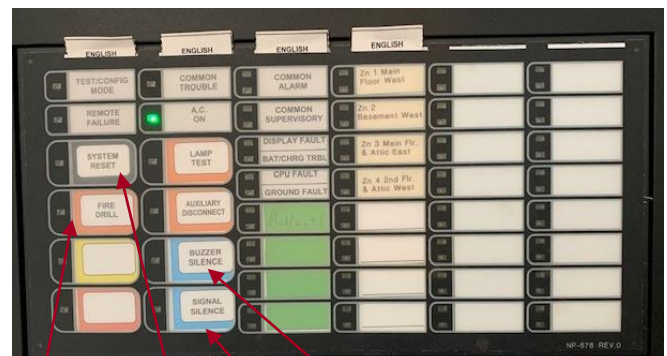 ENGLISH
ENGLISH
ENGLISH
ENGLISH
TEST/CONFIG
MODE
REMOTE
FAILURE
SYSTEM
RESET
FIRE
DRILL
COMMON
TROUBLE
A.C.
ON
LAMP
TEST
AUXILIARY
DISCONNECT
BUZZER
SILENCE
SIGNAL
SILENCE
COMMON
ALARM
COMMON
SUPERVISORY
DISPLAY FAULT
BAT/CHRG TRBL
CPU FAULT
GROUND FAULT
Zn 1 Main
Floor West
Zn 2
Basement West
Zn 3 Main Flr.
& Attic East
Zn 4 2nd Flr.
& Attic West
NP-678 REV.0